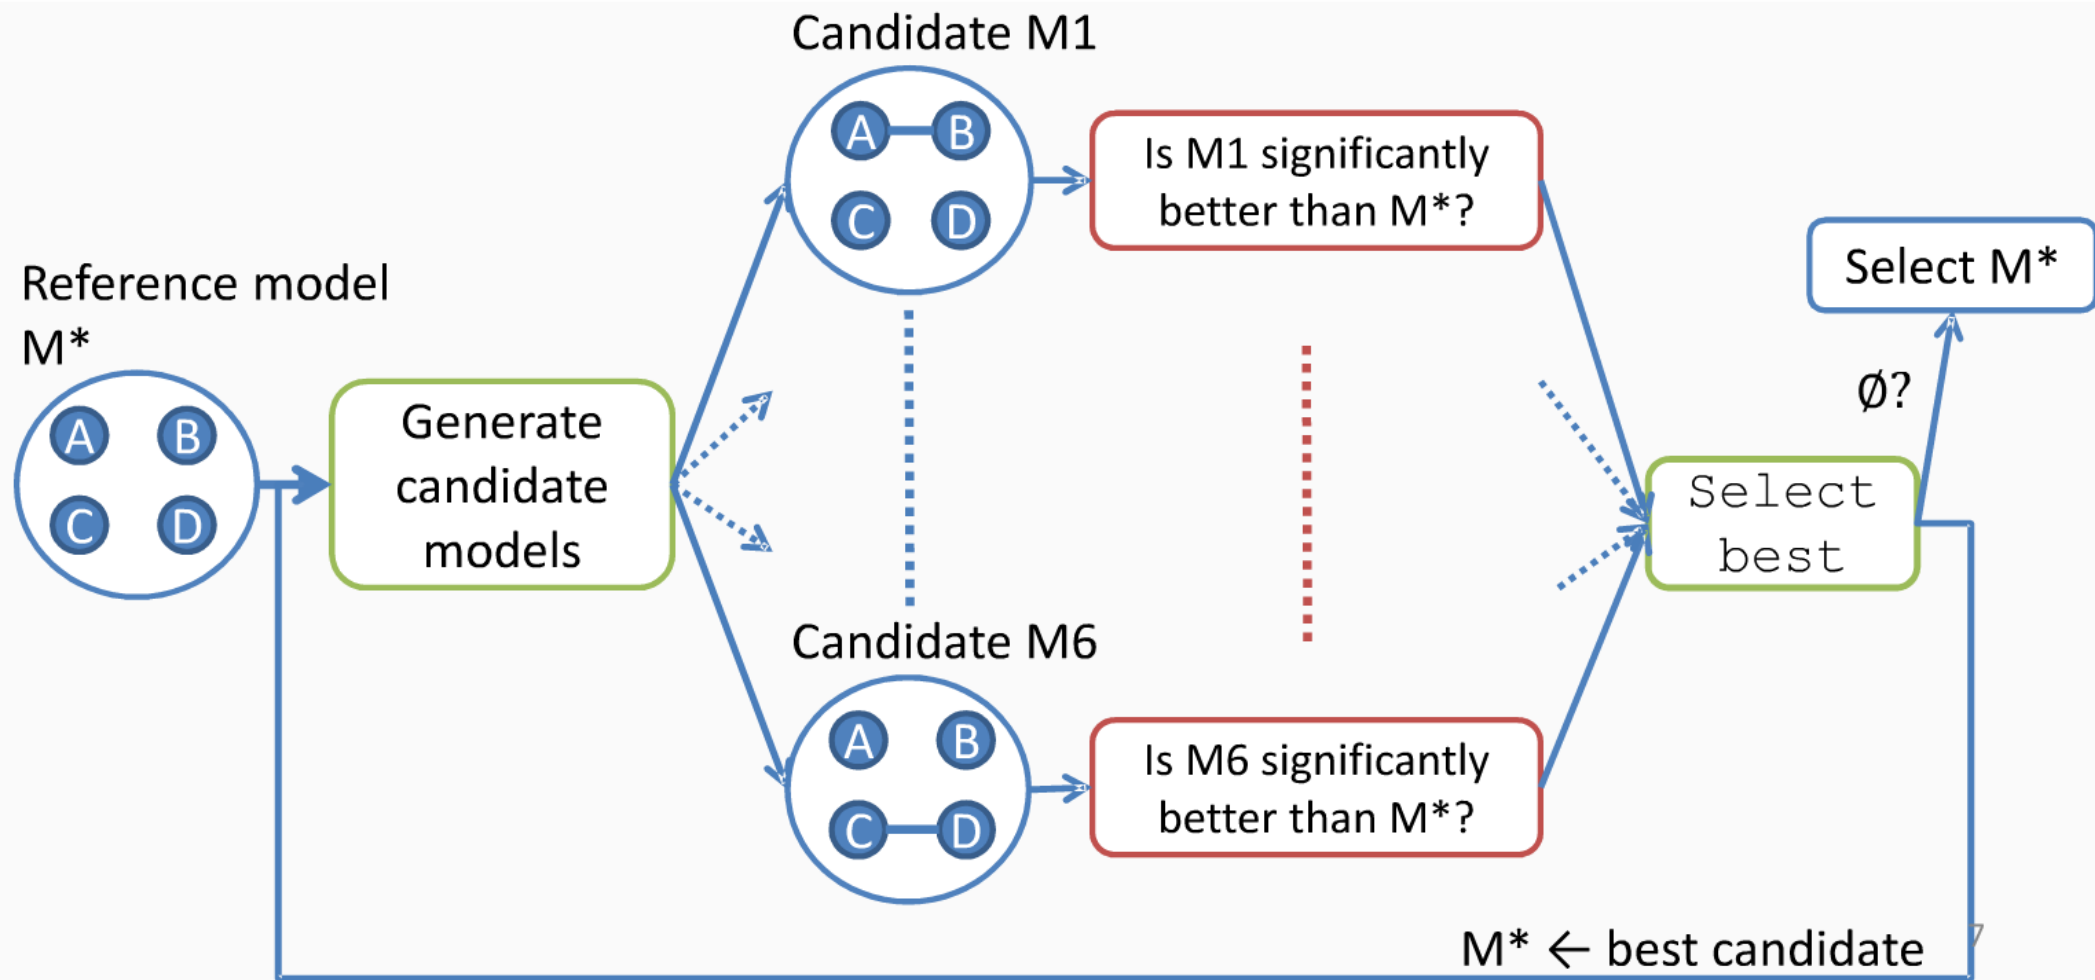 Candidate M1
A B
C D
Is M1 significantly
better than M*?
Select M*
Reference model
M*
A B
C D
Generate
candidate
models
Ø?
Select
best
Candidate M6
A B
C D
Is M6 significantly
better than M*?
M* ← best candidate
7